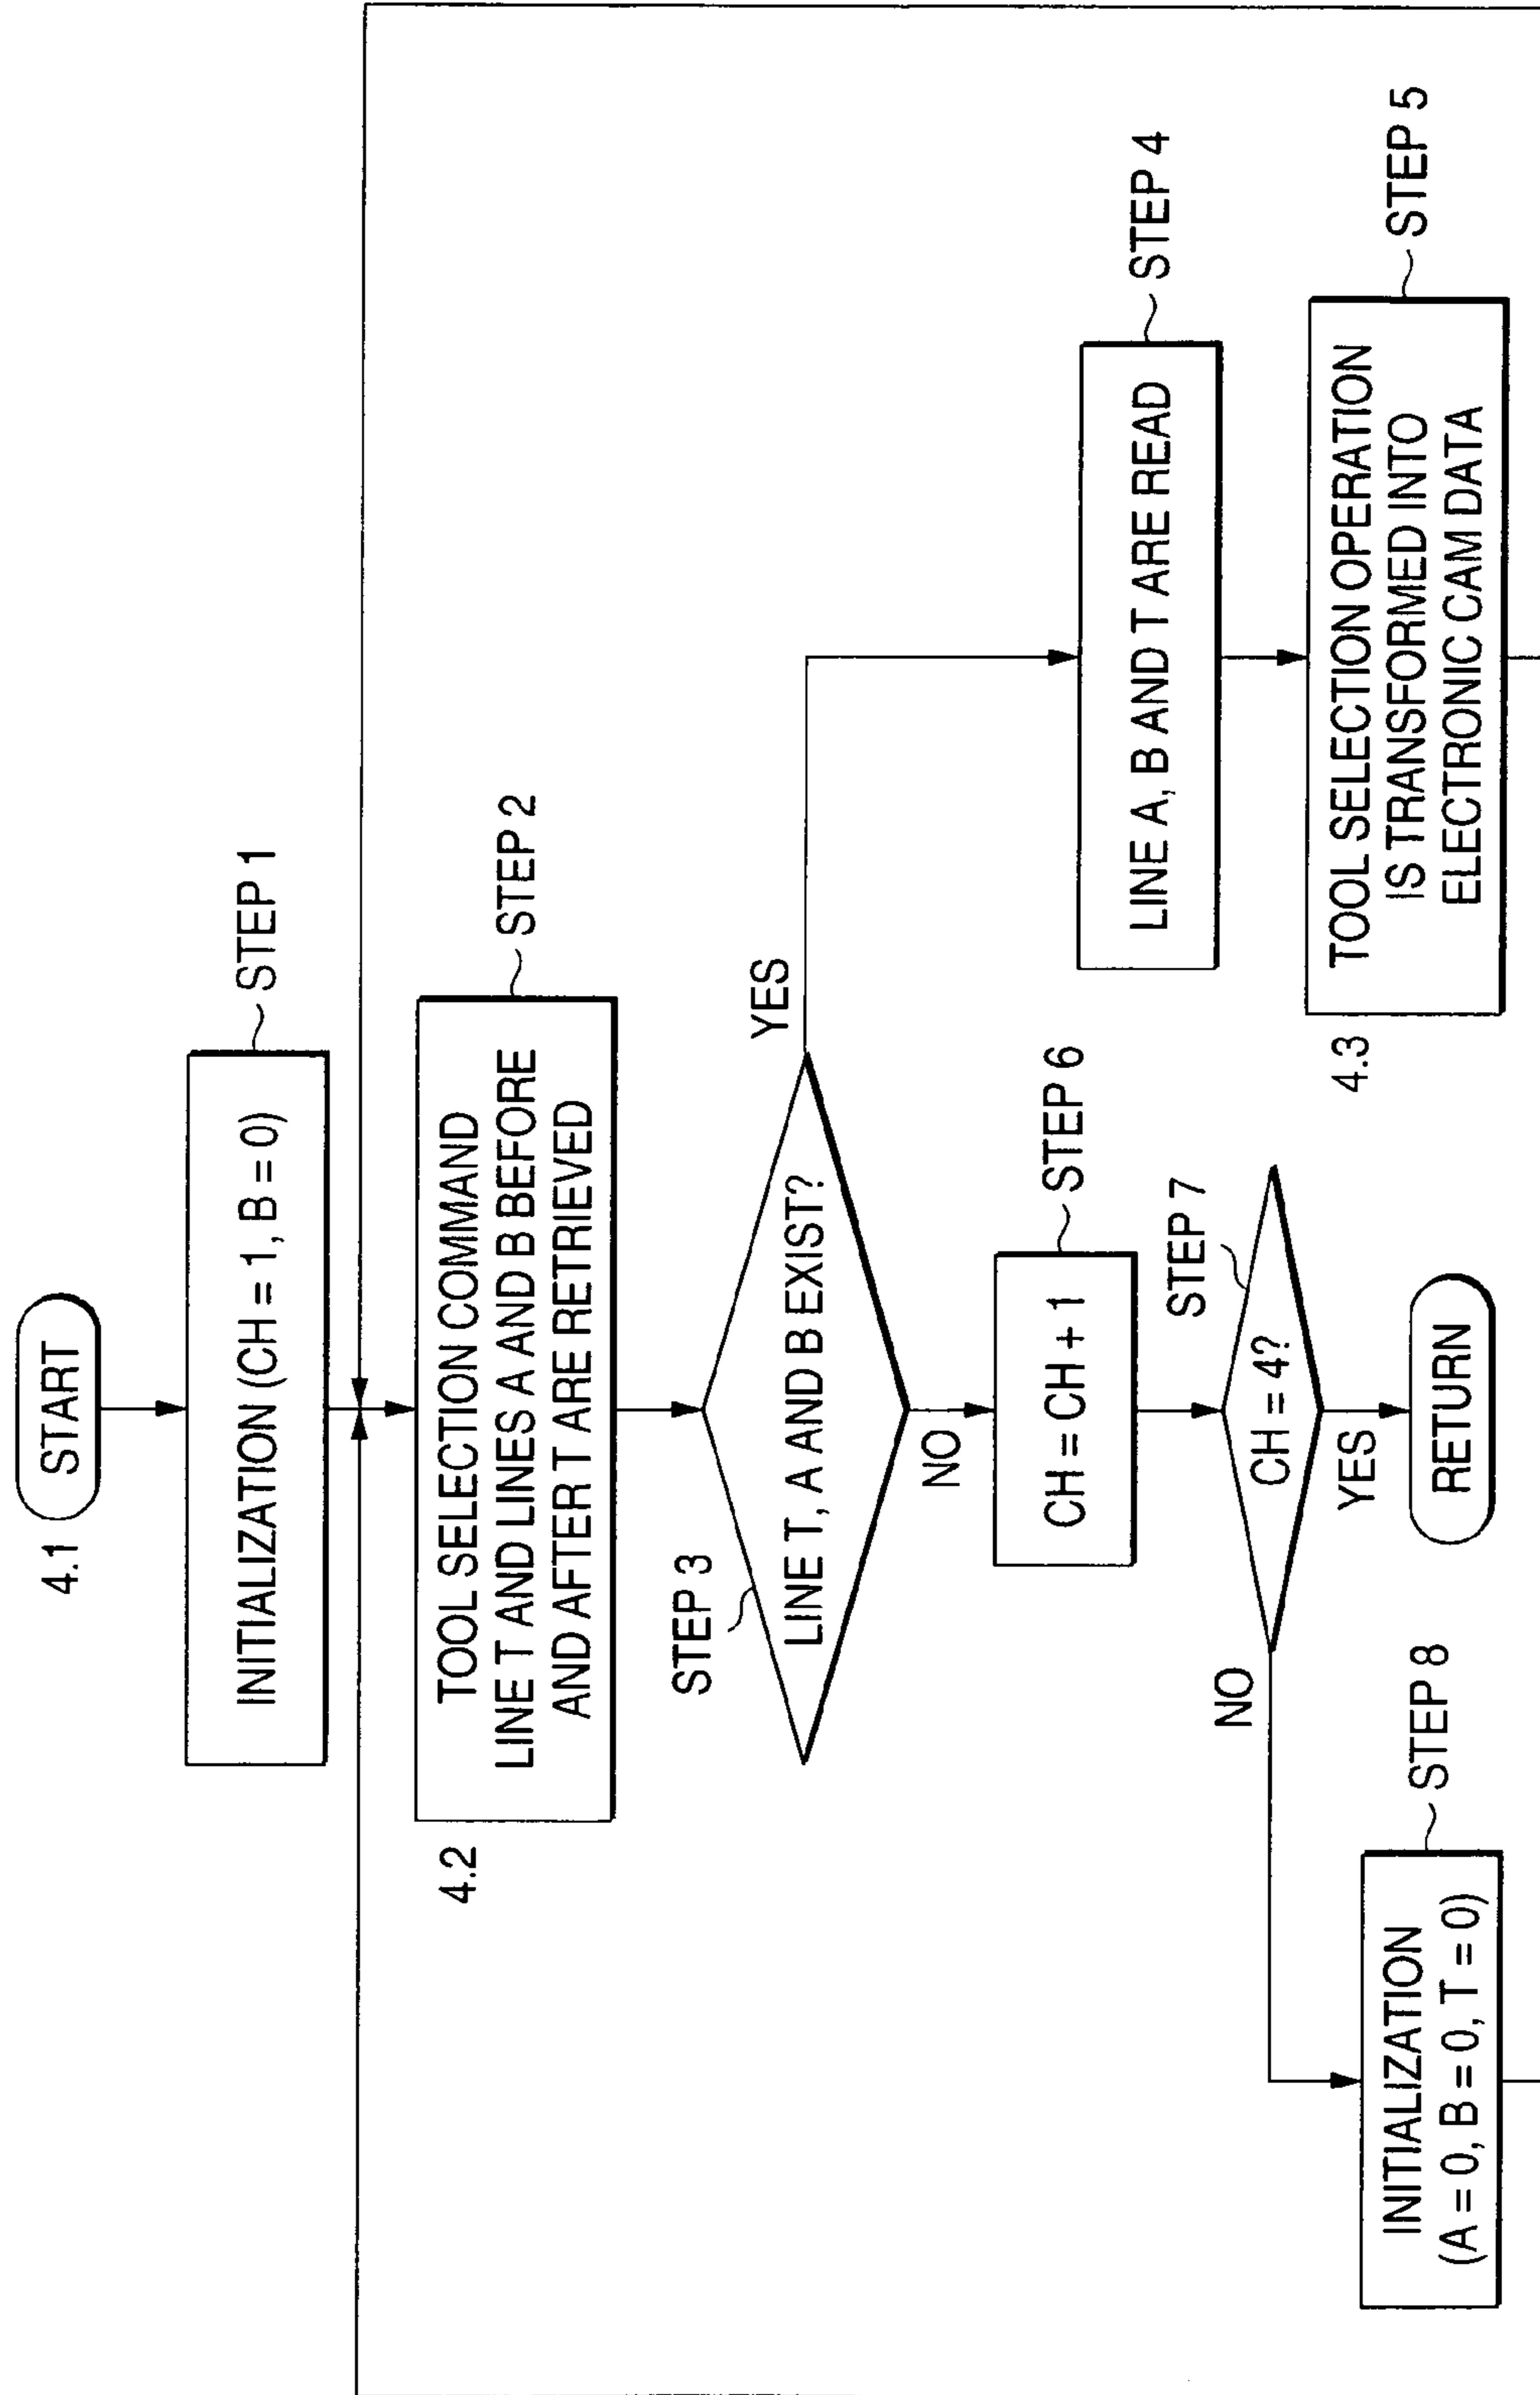 4.1
START
INITIALIZATION (CH = 1, B = 0)
STEP 1
4.2
TOOL SELECTION COMMAND
LINE T AND LINES A AND B BEFORE
AND AFTER T ARE RETRIEVED
STEP 2
STEP 3
LINE T, A AND B EXIST?
YES
NO
LINE A, B AND T ARE READ
STEP 4
4.3
TOOL SELECTION OPERATION
IS TRANSFORMED INTO
ELECTRONIC CAM DATA
STEP 5
CH = CH + 1
STEP 6
STEP 7
CH = 4?
NO
YES
RETURN
INITIALIZATION
(A = 0, B = 0, T = 0)
STEP 8